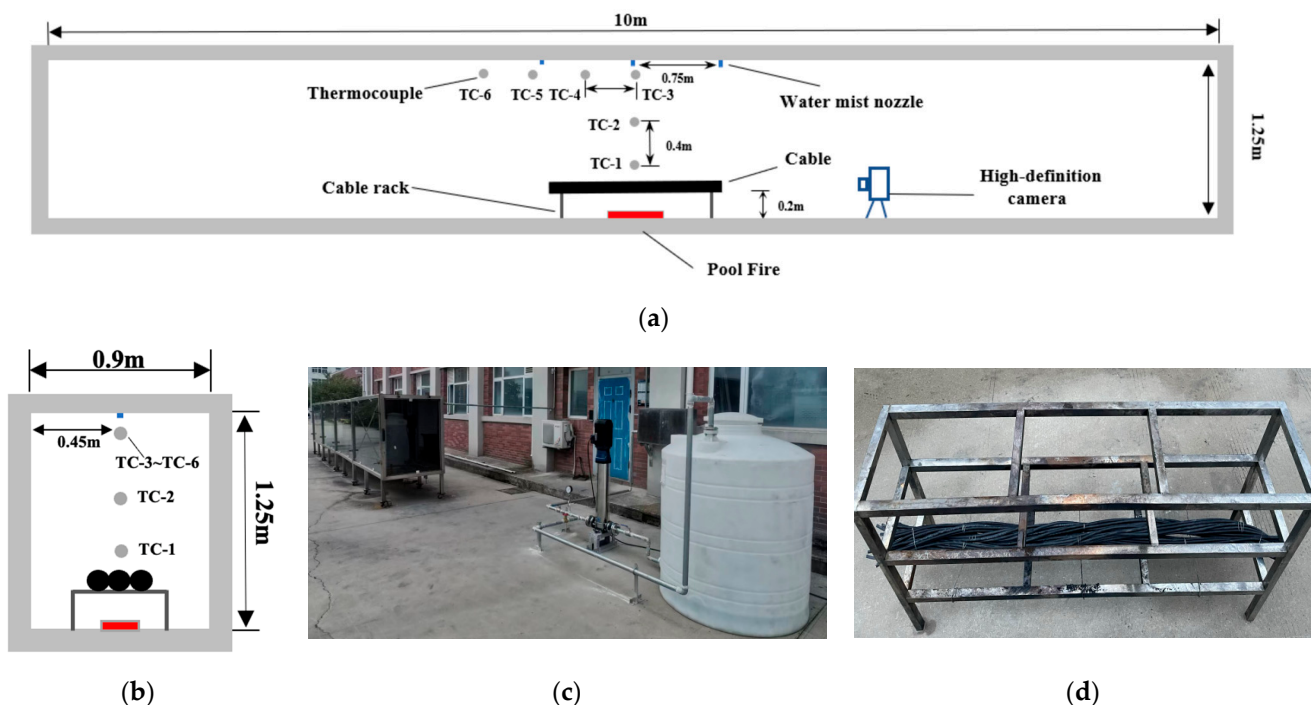 10m
Thermocouple
TC-6
TC-5
TC-4
TC-3
0.75m
Water mist nozzle
TC-2
0.4m
TC-1
Cable
Cable rack
0.2m
High-definition
camera
1.25m
Pool Fire
(a)
0.9m
0.45m
TC-3~TC-6
TC-2
TC-1
1.25m
(b)
(c)
(d)